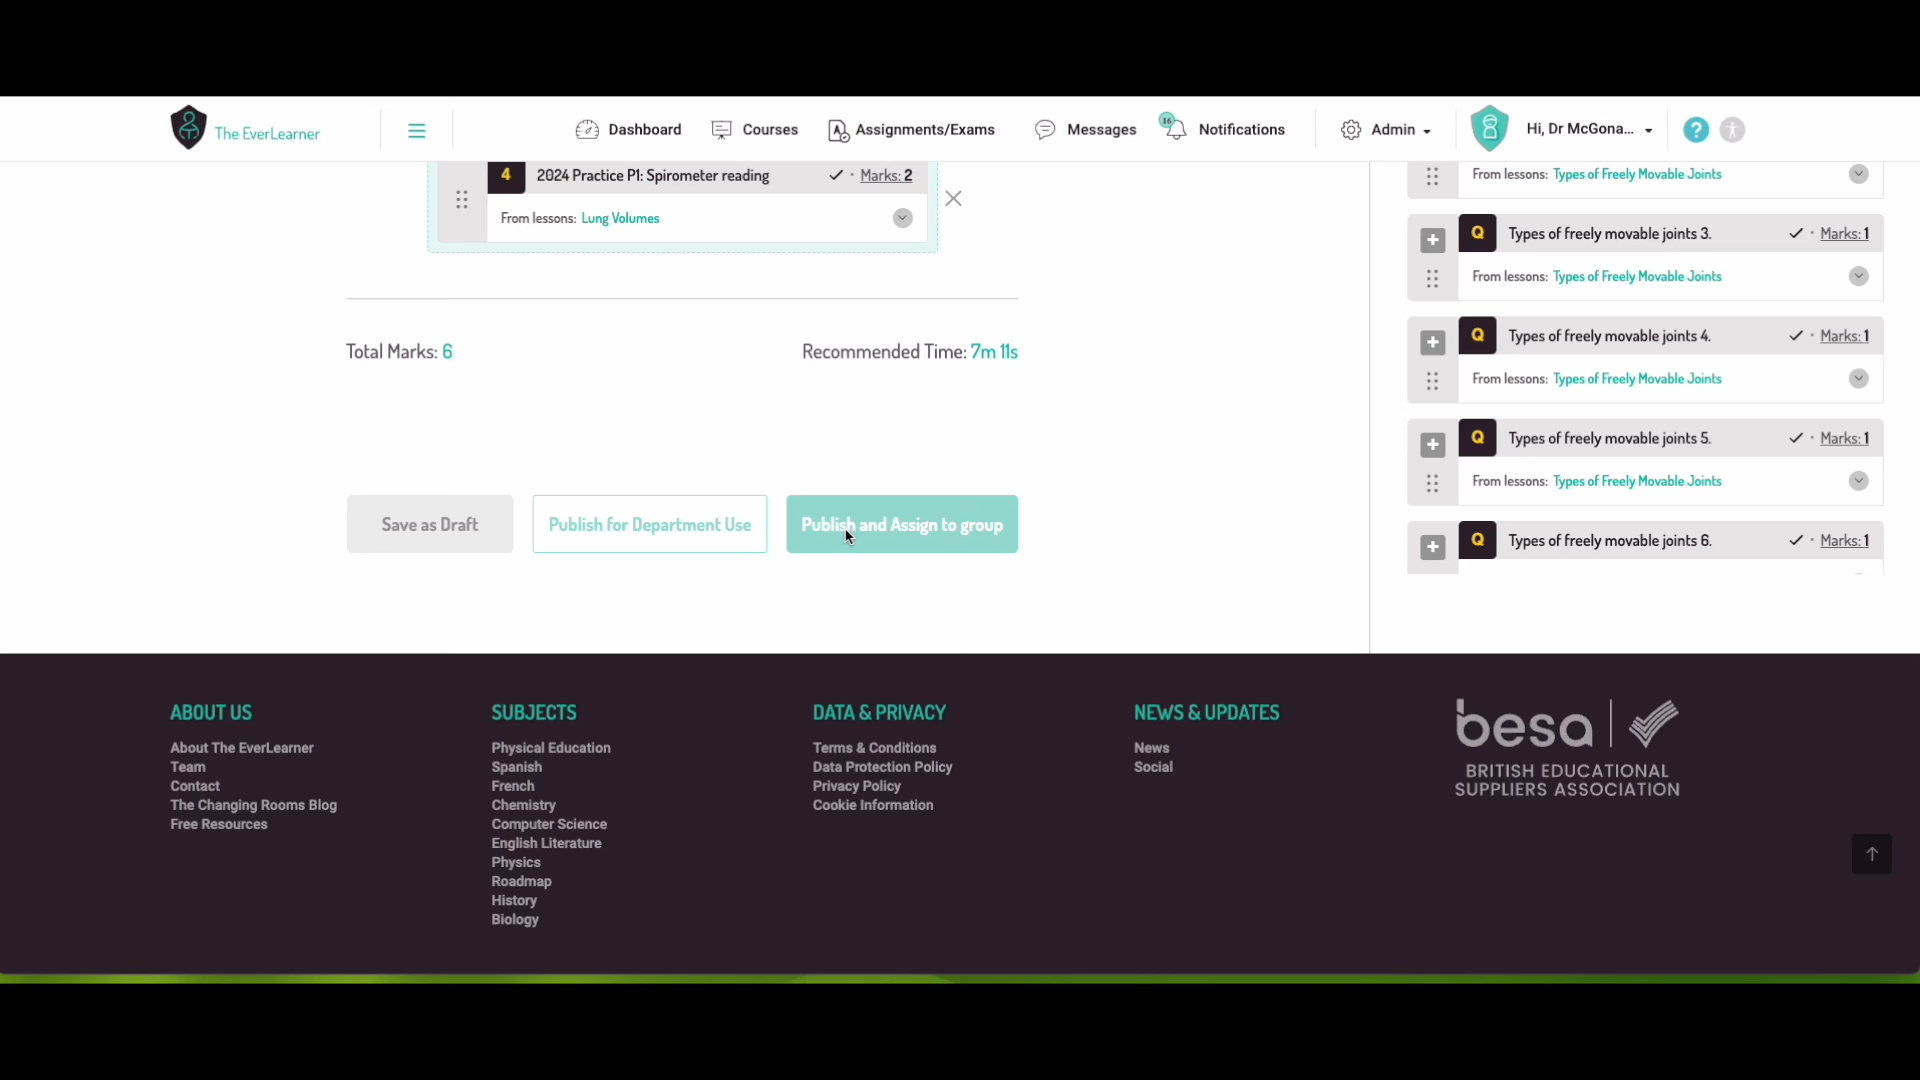 The EverLearner
Dashboard
Courses
Assignments/Exams
Messages
16
Notifications
Admin
Hi, Dr McGona...
?
4
2024 Practice P1: Spirometer reading
Marks: 2
From lessons: Lung Volumes
Total Marks: 6
Recommended Time: 7m 11s
Save as Draft
Publish for Department Use
Publish and Assign to group
From lessons: Types of Freely Movable Joints
Q
Types of freely movable joints 3.
Marks: 1
From lessons: Types of Freely Movable Joints
Q
Types of freely movable joints 4.
Marks: 1
From lessons: Types of Freely Movable Joints
Q
Types of freely movable joints 5.
Marks: 1
From lessons: Types of Freely Movable Joints
Q
Types of freely movable joints 6.
Marks: 1
ABOUT US
About The EverLearner
Team
Contact
The Changing Rooms Blog
Free Resources
SUBJECTS
Physical Education
Spanish
French
Chemistry
Computer Science
English Literature
Physics
Roadmap
History
Biology
DATA & PRIVACY
Terms & Conditions
Data Protection Policy
Privacy Policy
Cookie Information
NEWS & UPDATES
News
Social
besa
BRITISH EDUCATIONAL
SUPPLIERS ASSOCIATION